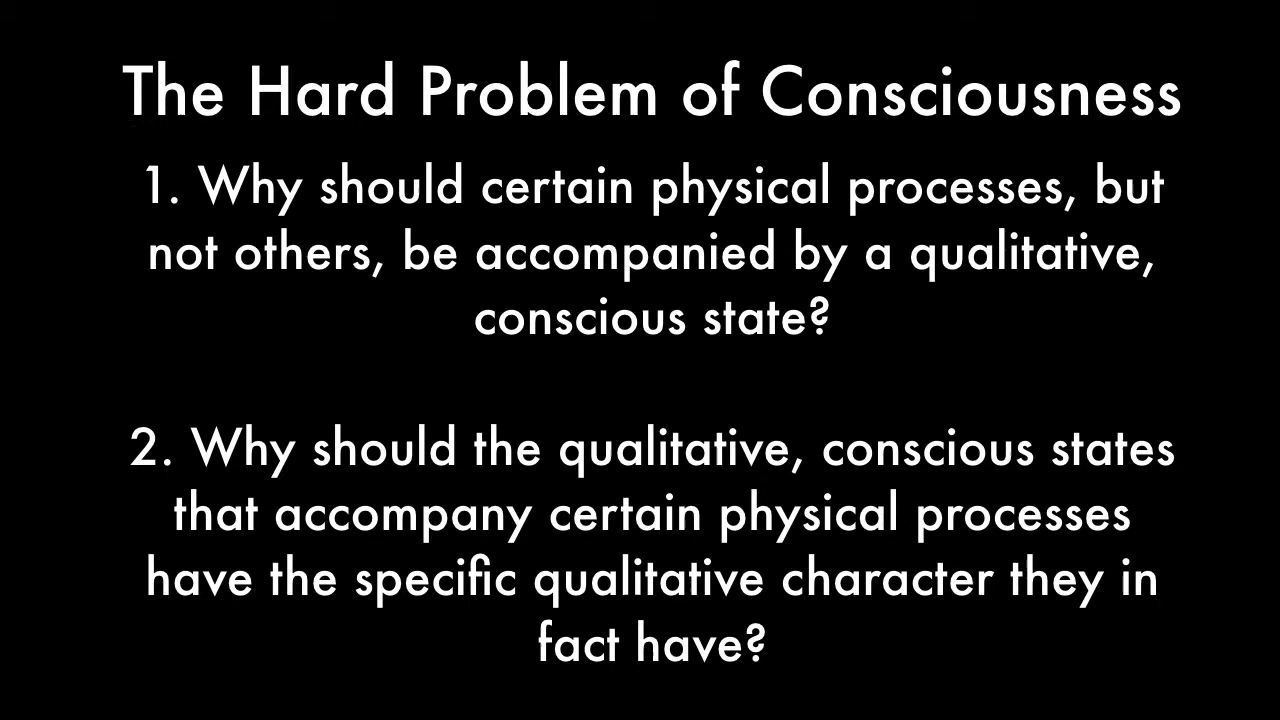 The Hard Problem of Consciousness
1. Why should certain physical processes, but
not others, be accompanied by a qualitative,
conscious state?
2. Why should the qualitative, conscious states
that accompany certain physical processes
have the specific qualitative character they in
fact have?